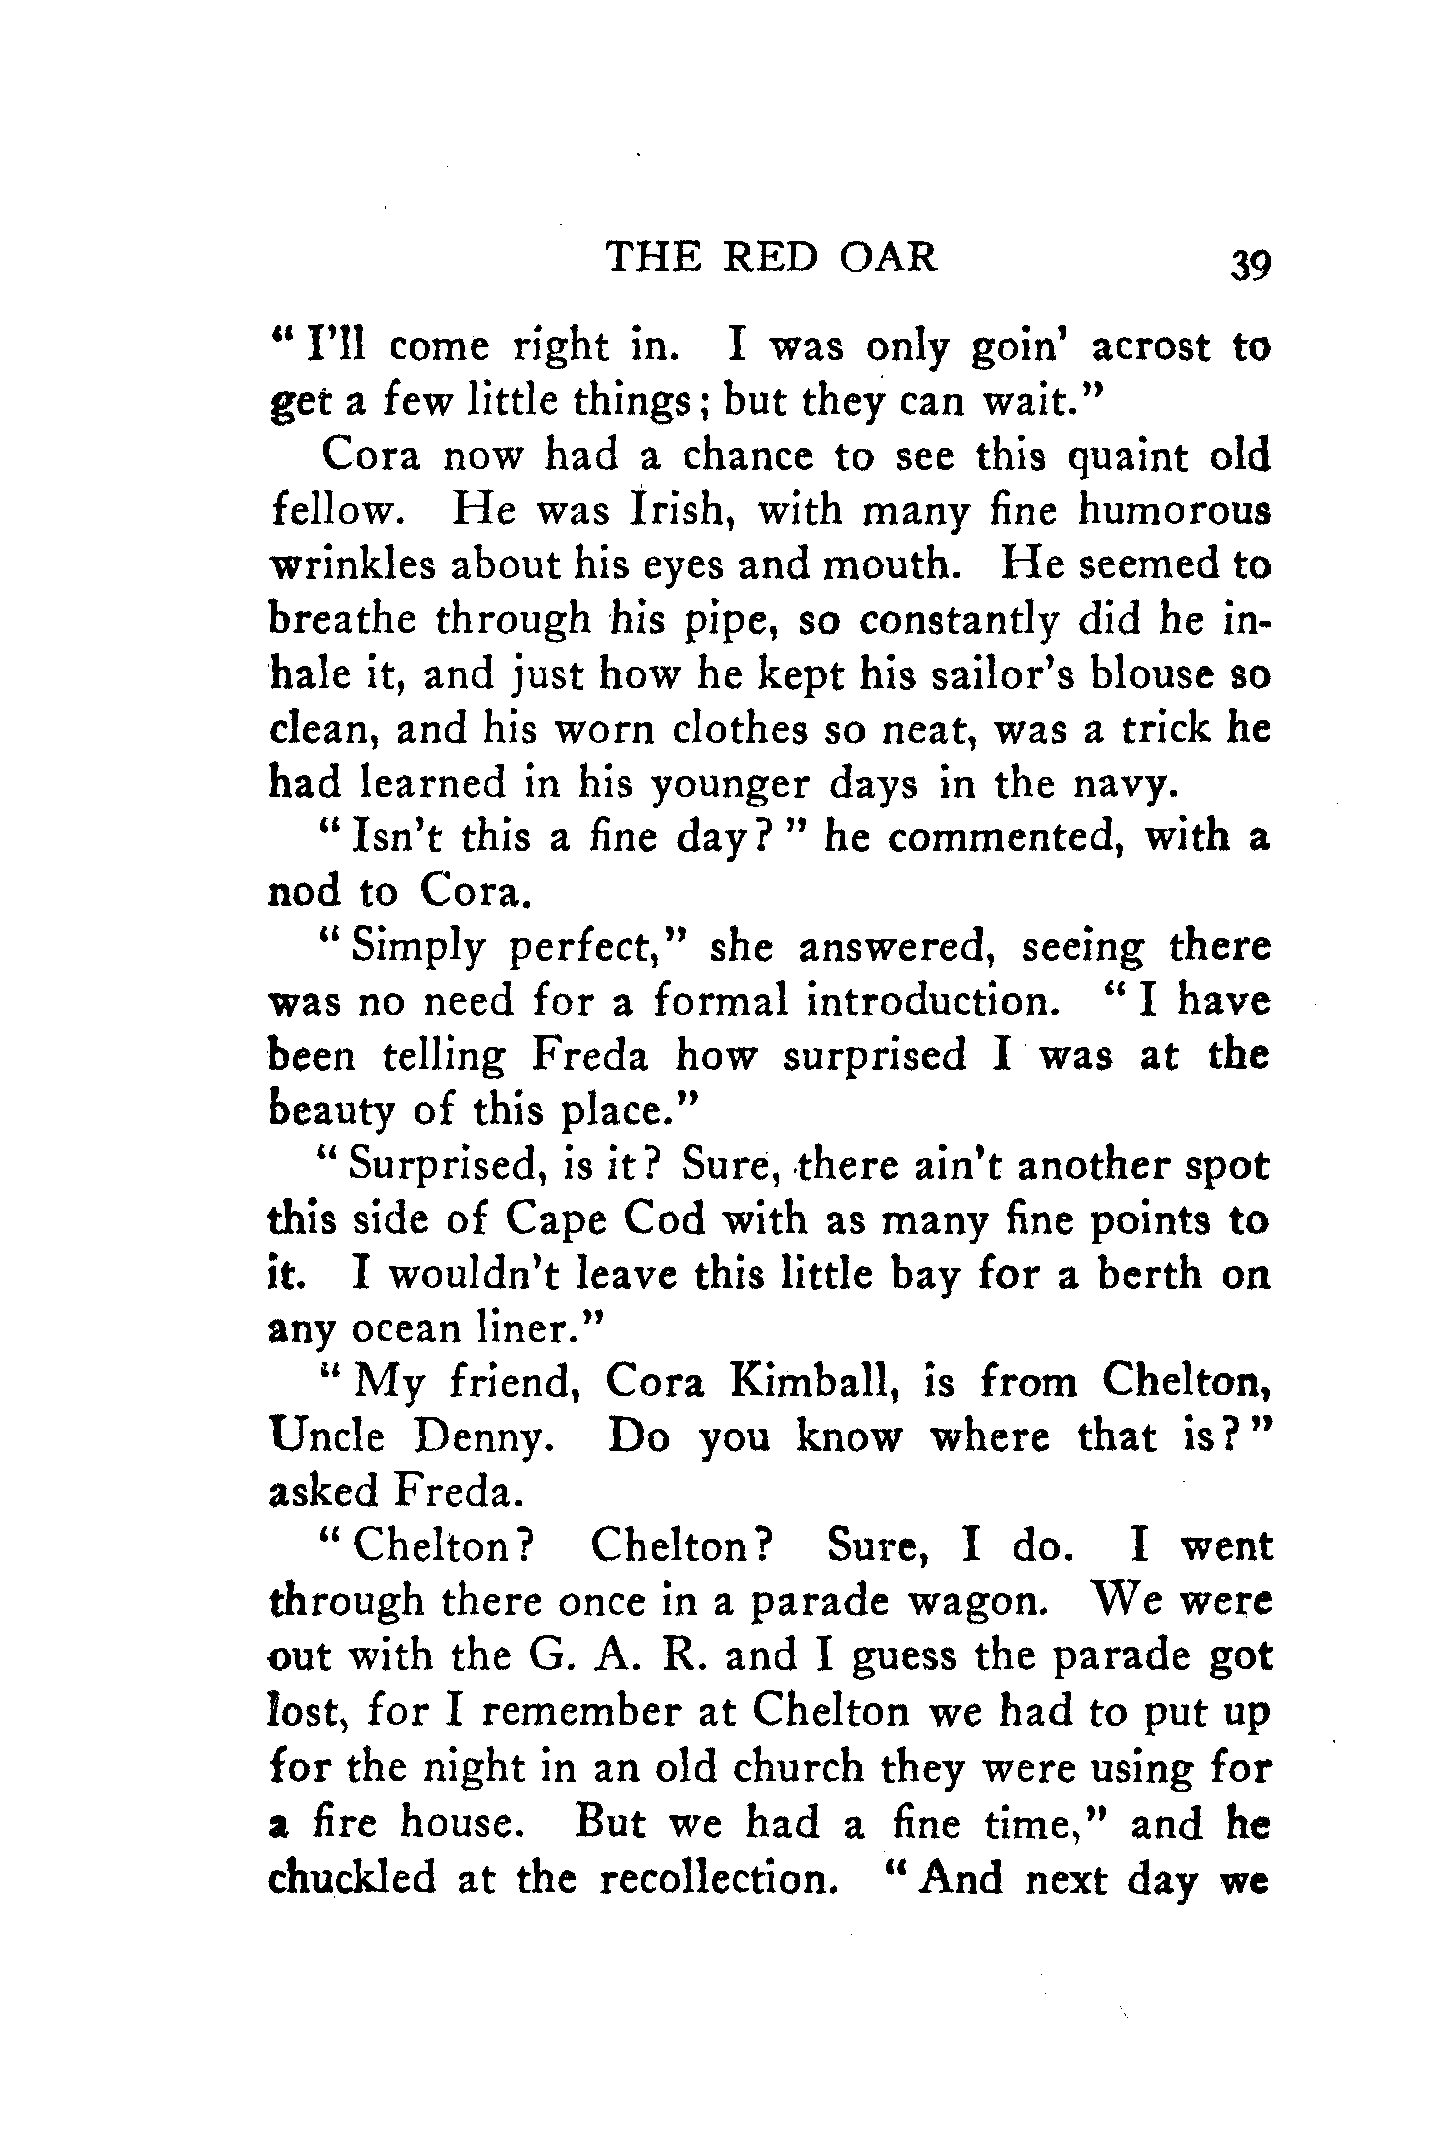 THE RED OAR 39
“ I’ll come right in. I was only goin’ acrost to
get a few little things; but they can wait.”
Cora now had a chance to see this quaint old
fellow. He was Irish, with many fine humorous
wrinkles about his eyes and mouth. He seemed to
breathe through his pipe, so constantly did he in-
hale it, and just how he kept his sailor’s blouse so
clean, and his worn clothes so neat, was a trick he
had learned in his younger days in the navy.
“ Isn’t this a fine day? ” he commented, with a
nod to Cora.
“ Simply perfect,” she answered, seeing there
was no need for a formal introduction. “ I have
been telling Freda how surprised I was at the
beauty of this place.”
“ Surprised, is it? Sure, there ain’t another spot
this side of Cape Cod with as many fine points to
it. I wouldn’t leave this little bay for a berth on
any ocean liner.”
“ My friend, Cora Kimball, is from Chelton,
Uncle Denny. Do you know where that is? ”
asked Freda.
“ Chelton? Chelton? Sure, I do. I went
through there once in a parade wagon. We were
out with the G. A. R. and I guess the parade got
lost, for I remember at Chelton we had to put up
for the night in an old church they were using for
a fire house. But we had a fine time,” and he
chuckled at the recollection. “ And next day we